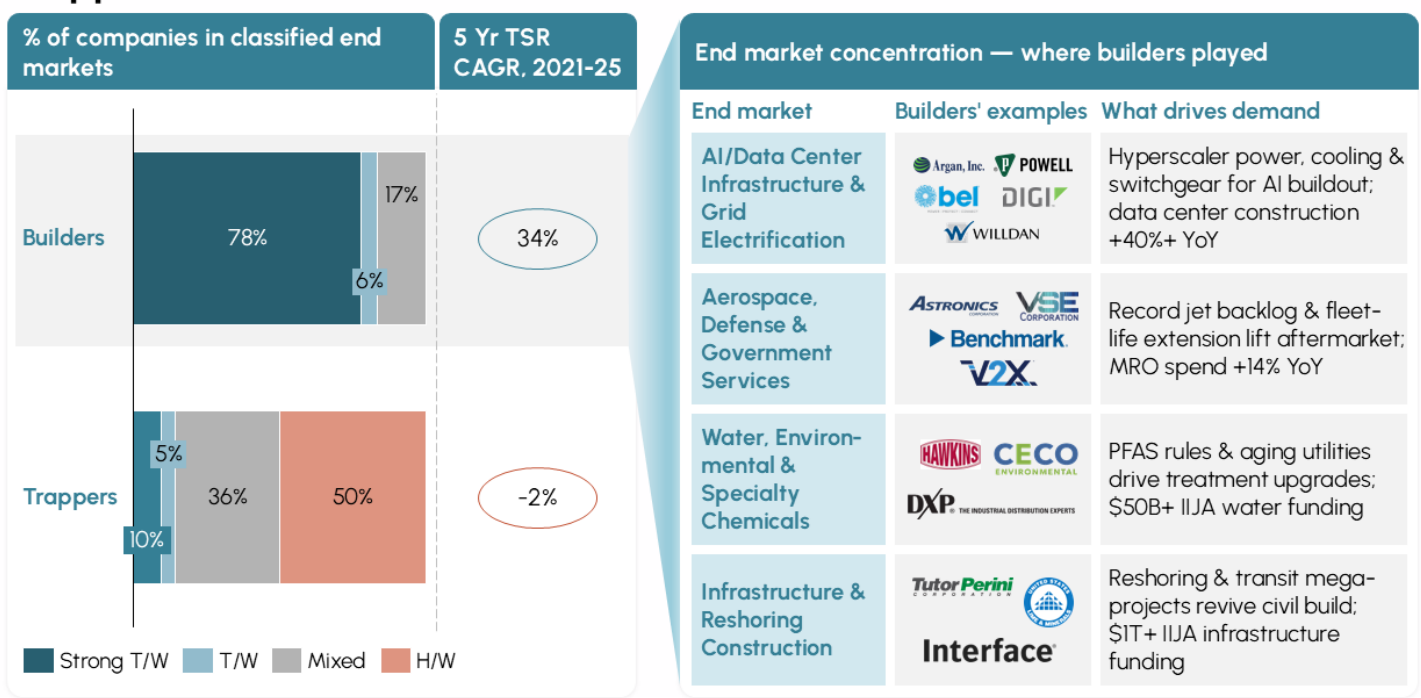 % of companies in classified end
markets
5 Yr TSR
CAGR, 2021-25
Builders
78%
6%
17%
34%
Trappers
10%
5%
36%
50%
-2%
Strong T/W
T/W
Mixed
H/W
End market concentration — where builders played
End market
Builders' examples
What drives demand
AI/Data Center
Infrastructure &
Grid
Electrification
Argan, Inc.
POWELL
bel
DIGI
WILLDAN
Hyperscaler power, cooling &
switchgear for AI buildout;
data center construction
+40%+ YoY
Aerospace,
Defense &
Government
Services
ASTRONICS
CORPORATION
VSE
CORPORATION
Benchmark
V2X
Record jet backlog & fleet-
life extension lift aftermarket;
MRO spend +14% YoY
Water, Environ-
mental &
Specialty
Chemicals
HAWKINS
CECO
ENVIRONMENTAL
DXP
THE INDUSTRIAL DISTRIBUTION EXPERTS
PFAS rules & aging utilities
drive treatment upgrades;
$50B+ IIJA water funding
Infrastructure &
Reshoring
Construction
Tutor Perini
CORPORATION
UNITED STATES
LIME & MINERALS
Interface
Reshoring & transit mega-
projects revive civil build;
$1T+ IIJA infrastructure
funding